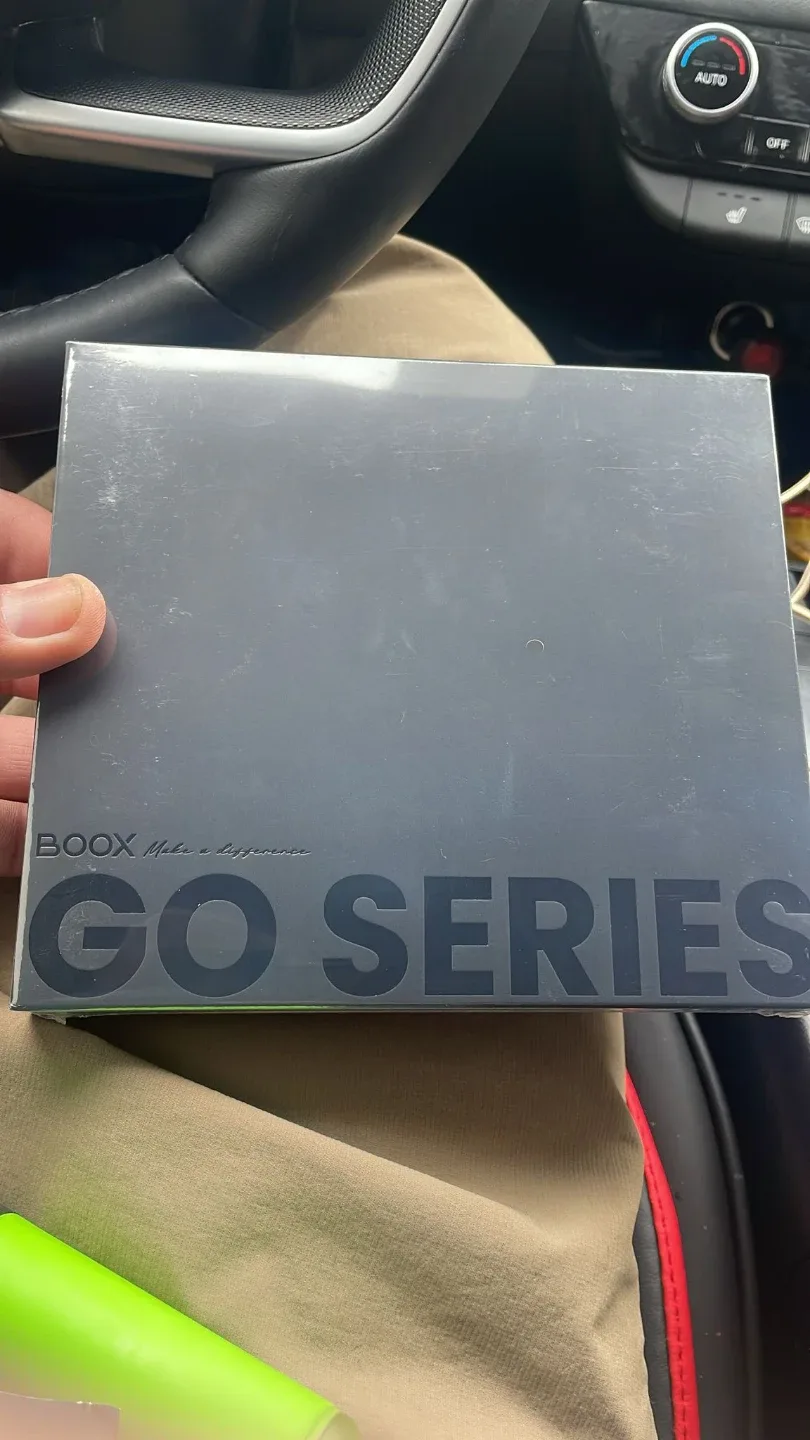 AUTO
OFF
BOOX Make a difference
GO SERIES